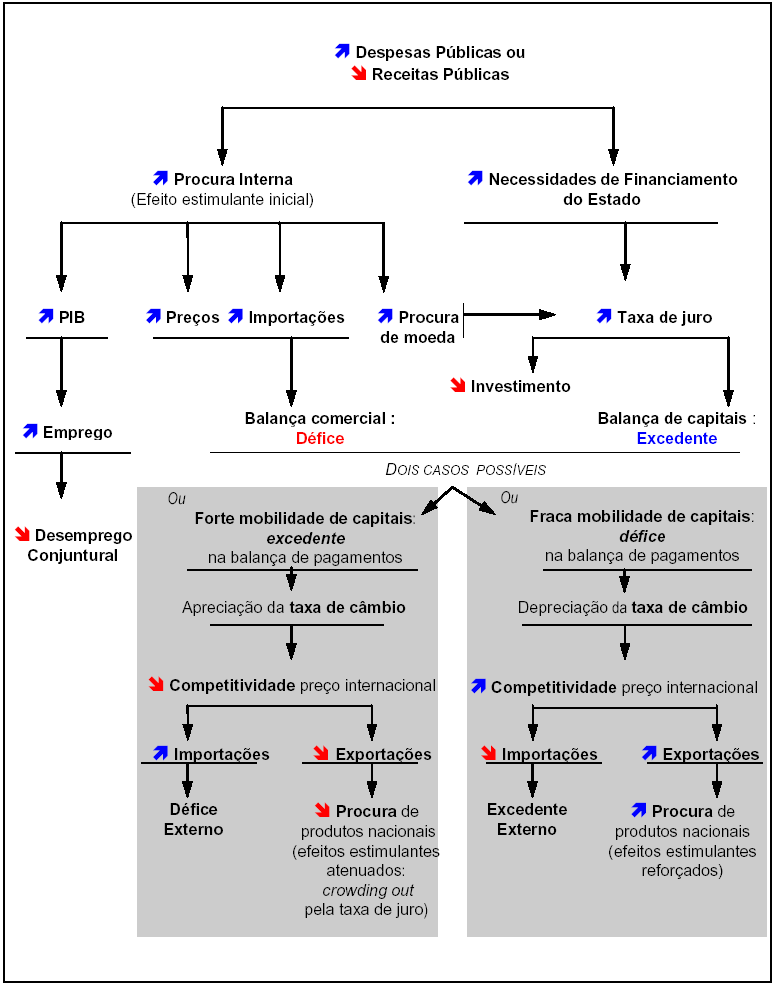 Despesas Públicas ou
Receitas Públicas
Procura Interna
(Efeito estimulante inicial)
Necessidades de Financiamento
do Estado
PIB
Preços
Importações
Procura
de moeda
Taxa de juro
Investimento
Emprego
Balança comercial :
Défice
Balança de capitais :
Excedente
DOIS CASOS POSSÍVEIS
Desemprego
Conjuntural
Ou
Forte mobilidade de capitais:
excedente
na balança de pagamentos
Apreciação da taxa de câmbio
Competitividade preço internacional
Importações
Exportações
Défice
Externo
Procura de
produtos nacionais
(efeitos estimulantes
atenuados:
crowding out
pela taxa de juro)
Ou
Fraca mobilidade de capitais:
défice
na balança de pagamentos
Depreciação da taxa de câmbio
Competitividade preço internacional
Importações
Exportações
Excedente
Externo
Procura de
produtos nacionais
(efeitos estimulantes
reforçados)